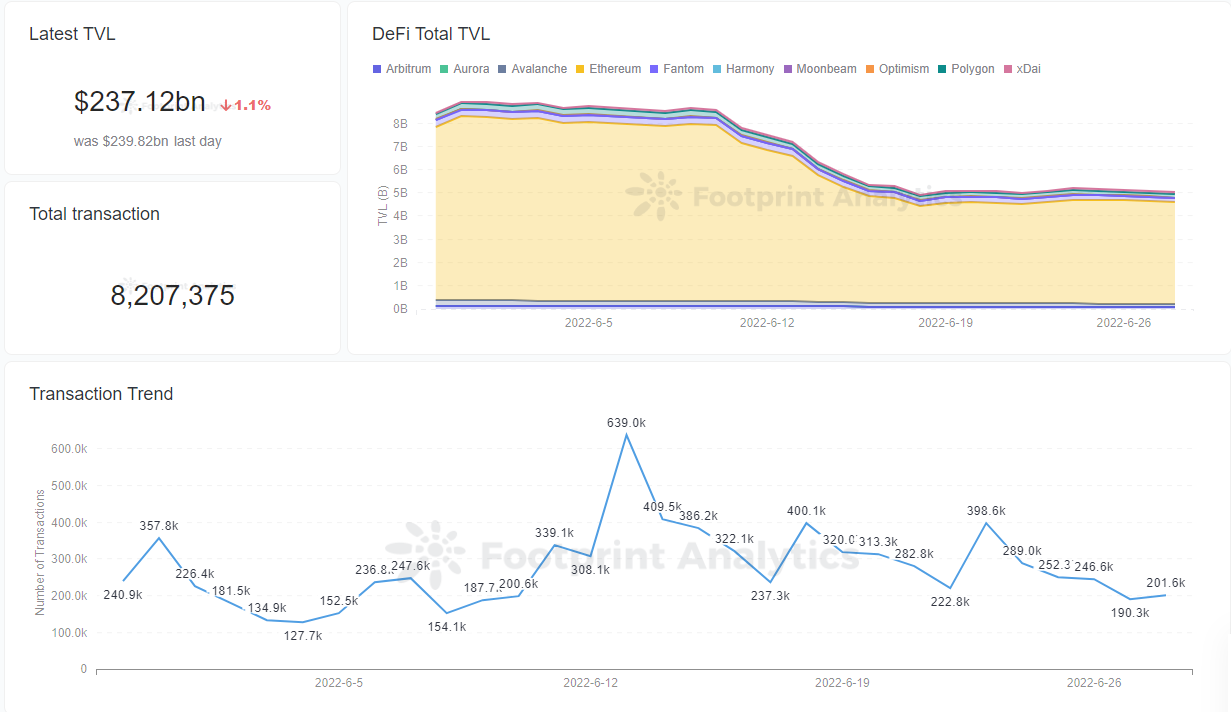 Latest TVL
$237.12bn ↓1.1%
was $239.82bn last day
Total transaction
8,207,375
DeFi Total TVL
Arbitrum Aurora Avalanche Ethereum Fantom Harmony Moonbeam Optimism Polygon xDai
TVL (B)
8B
7B
6B
5B
4B
3B
2B
1B
0B
Footprint Analytics
2022-6-5 2022-6-12 2022-6-19 2022-6-26
Transaction Trend
Number of Transactions
600.0k
500.0k
400.0k
300.0k
200.0k
100.0k
0
240.9k
357.8k
226.4k
181.5k
134.9k
127.7k
152.5k
236.8
247.6k
154.1k
187.7
200.6k
339.1k
308.1k
639.0k
409.5k
386.2k
322.1k
237.3k
400.1k
320.0
313.3k
282.8k
222.8k
398.6k
289.0k
252.3
246.6k
190.3k
201.6k
Footprint Analytics
2022-6-5 2022-6-12 2022-6-19 2022-6-26